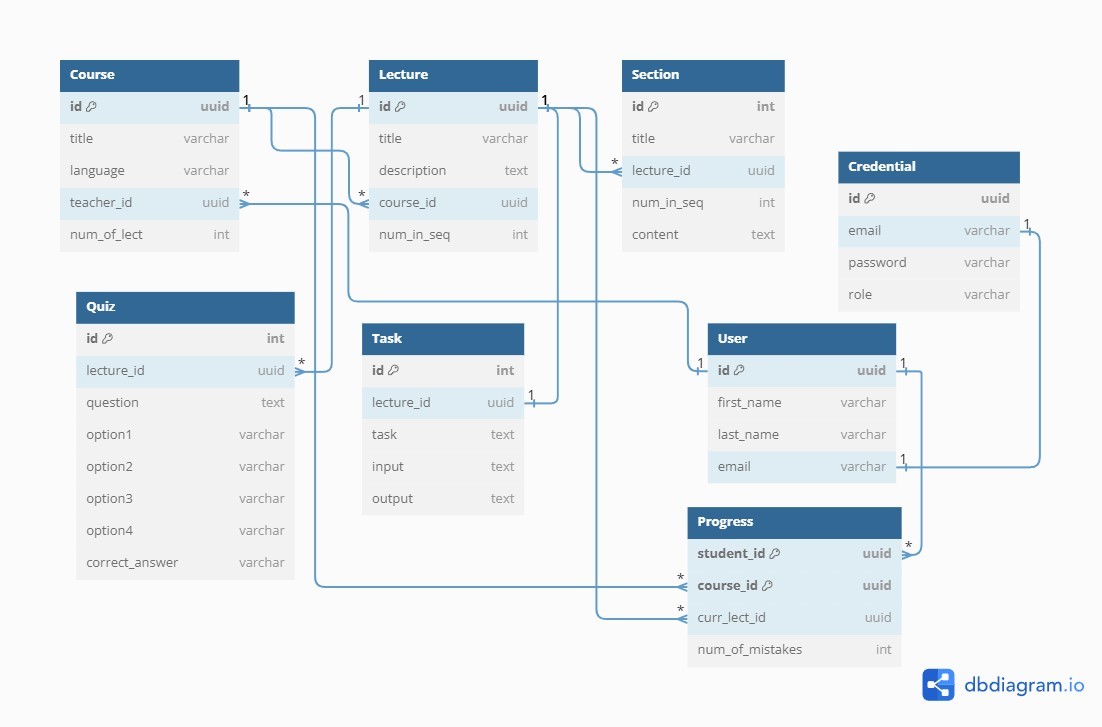 Course
id uuid
title varchar
language varchar
teacher_id uuid
num_of_lect int
1
*
Lecture
id uuid
title varchar
description text
course_id uuid
num_in_seq int
1
1
*
Section
id int
title varchar
lecture_id uuid
num_in_seq int
content text
*
Credential
id uuid
email varchar
password varchar
role varchar
1
Quiz
id int
lecture_id uuid
question text
option1 varchar
option2 varchar
option3 varchar
option4 varchar
correct_answer varchar
*
Task
id int
lecture_id uuid
task text
input text
output text
1
User
id uuid
first_name varchar
last_name varchar
email varchar
1
1
1
Progress
student_id uuid
course_id uuid
curr_lect_id uuid
num_of_mistakes int
*
*
*
dbdiagram.io